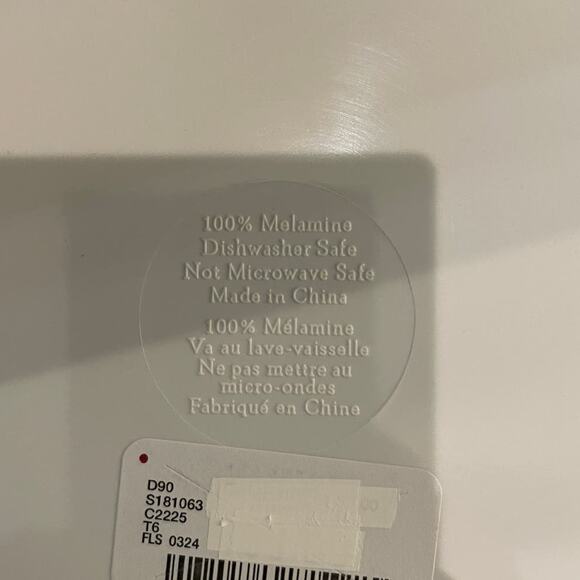 100% Melamine
Dishwasher Safe
Not Microwave Safe
Made in China
100% Mélamine
Va au lave-vaisselle
Ne pas mettre au
micro-ondes
Fabriqué en Chine
D90
S181063
C2225
T6
FLS 0324